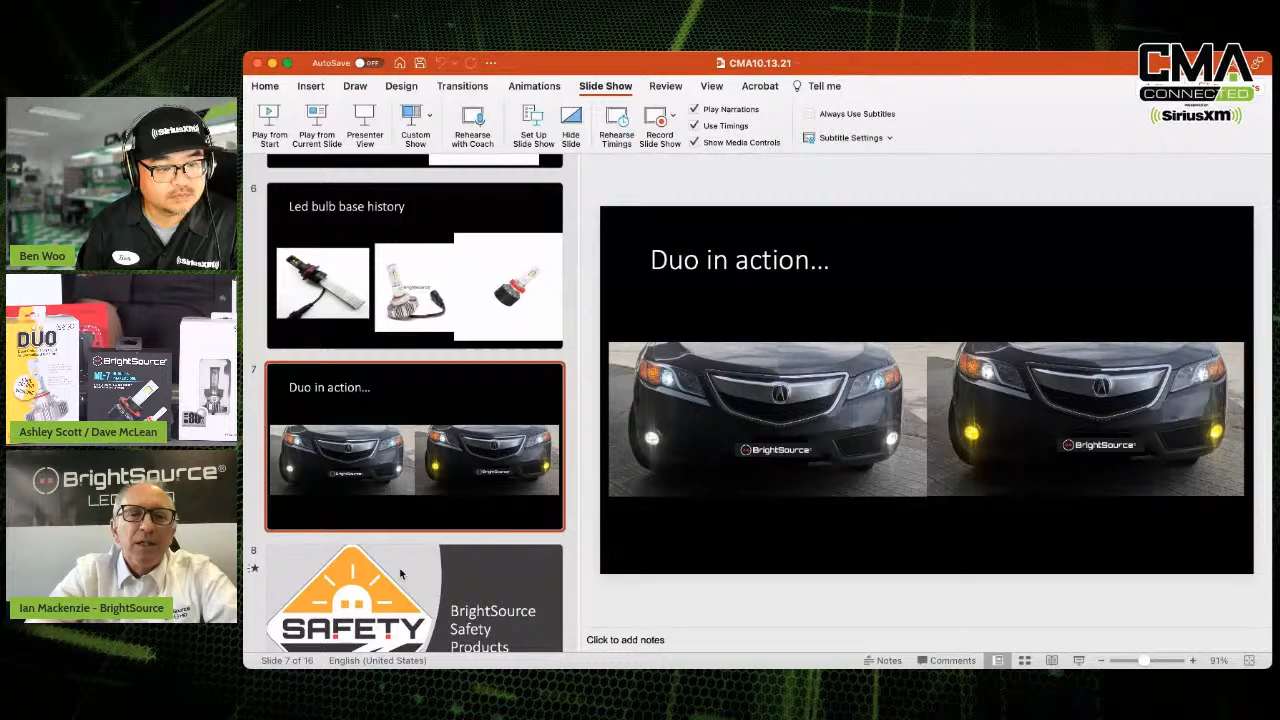 AutoSave OFF
CMA10.13.21
CMA
CONNECTED
SiriusXM
Home Insert Draw Design Transitions Animations Slide Show Review View Acrobat Tell me
Play from Start
Play from Current Slide
Presenter View
Custom Show
Rehearse with Coach
Set Up Slide Show
Hide Slide
Rehearse Timings
Record Slide Show
Play Narrations
Use Timings
Show Media Controls
Always Use Subtitles
Subtitle Settings
SiriusXM
Ben
Ben Woo
DUO
BrightSource
ML-7
Ashley Scott / Dave McLean
BrightSource®
Ian Mackenzie - BrightSource
6
Led bulb base history
7
Duo in action...
BrightSource
BrightSource
8
SAFETY
BrightSource
Safety
Products
Duo in action...
BrightSource®
BrightSource®
Click to add notes
Slide 7 of 16 English (United States) Notes Comments 91%